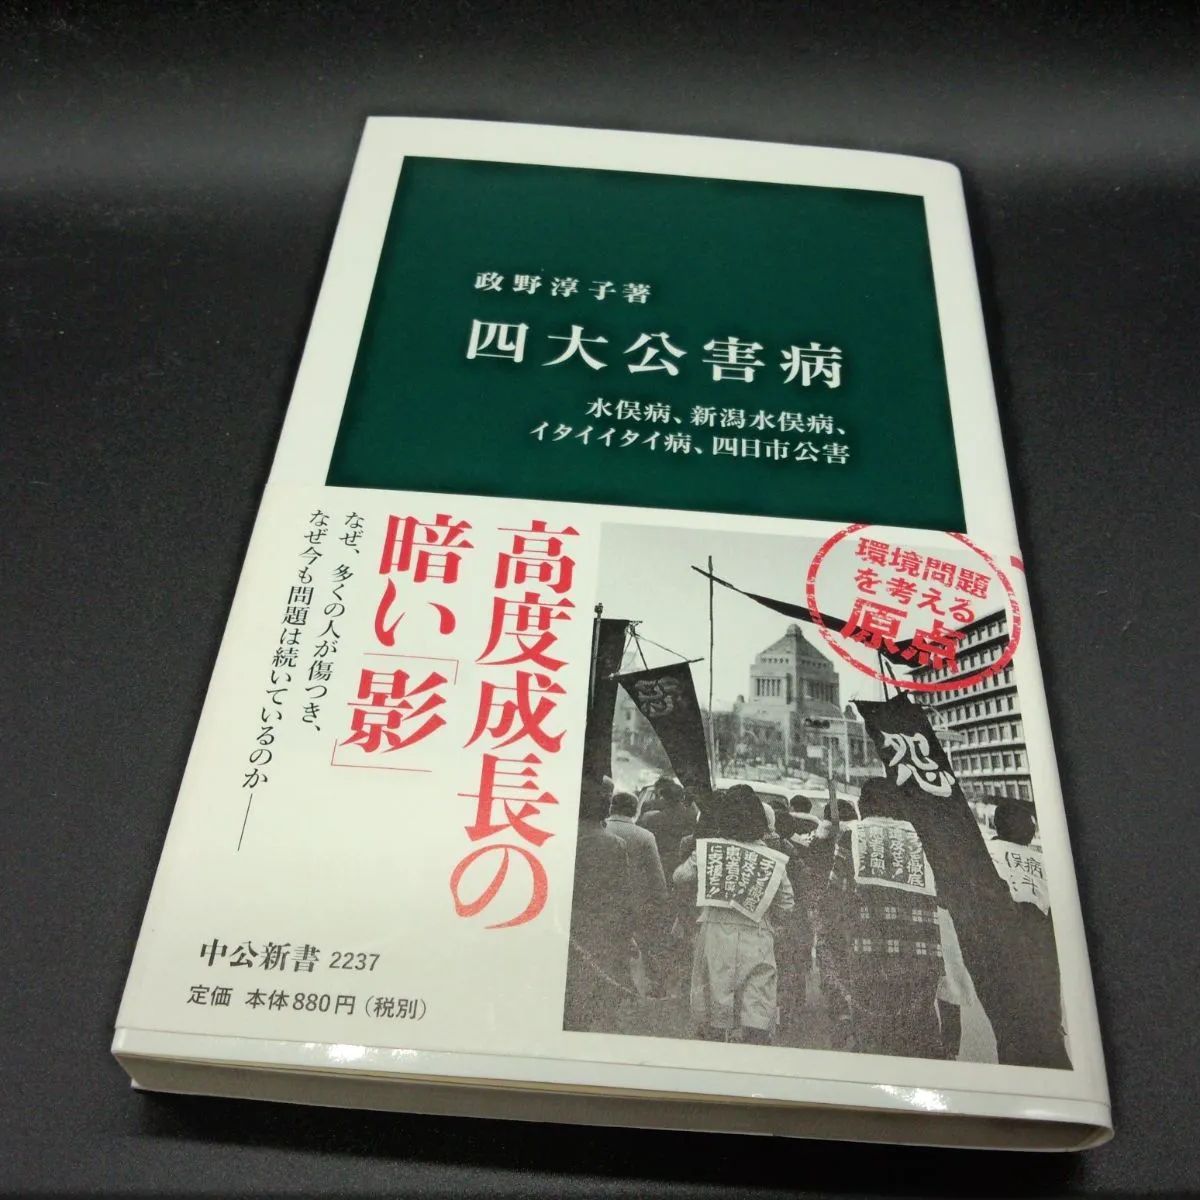 政野淳子著
四大公害病
水俣病、新潟水俣病、
イタイイタイ病、四日市公害
環境問題
を考える
原点
高度成長の
暗い「影」
なぜ、多くの人が傷つき、
なぜ今も問題は続いているのか——
怨
怨
中公新書 2237
定価 本体880円(税別)